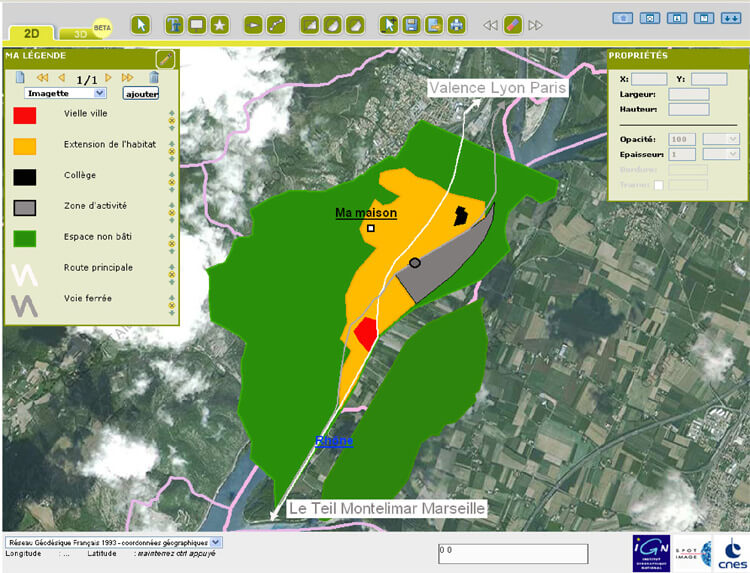 2D
3D
BETA
MA LÉGENDE
1/1
Imagette
ajouter
Vielle ville
Extension de l'habitat
Collège
Zone d'activité
Espace non bâti
Route principale
Voie ferrée
Valence Lyon Paris
Ma maison
Rhône
Le Teil Montelimar Marseille
PROPRIÉTÉS
X:
Y:
Largeur:
Hauteur:
Opacité:
100
Epaisseur:
1
Bordure:
Trame:
Réseau Géodésique Français 1993 - coordonnées géographiques
Longitude : ... Latitude : mainterrez ctrl appuyé
0 0
IGN
INSTITUT
GEOGRAPHIQUE
NATIONAL
SPOT
IMAGE
cnes